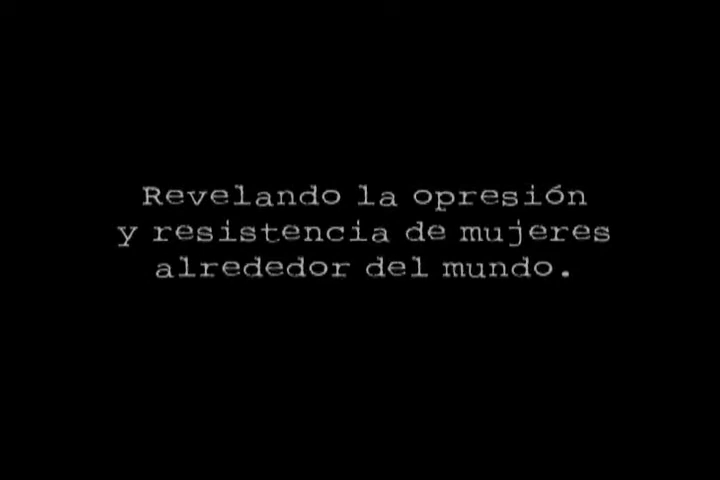 Revelando la opresión
y resistencia de mujeres
alrededor del mundo.